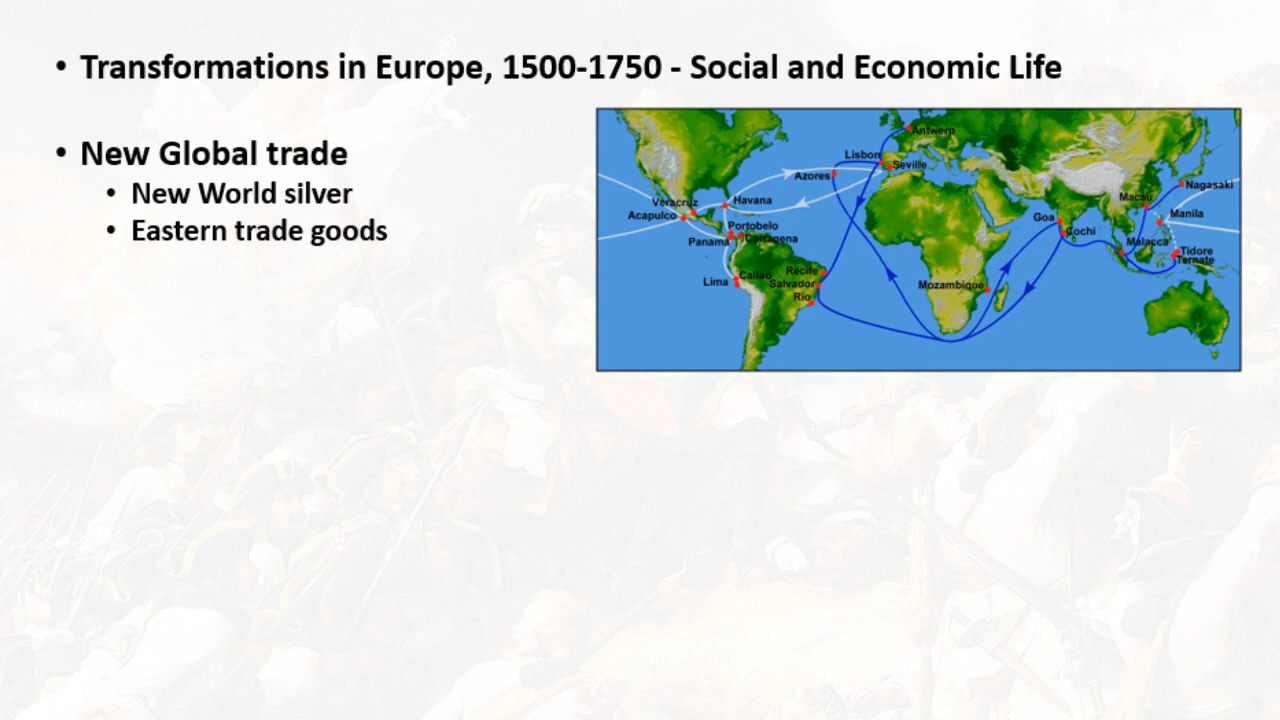 • Transformations in Europe, 1500-1750 - Social and Economic Life
• New Global trade
• New World silver
• Eastern trade goods
Antwerp
Lisbon
Seville
Azores
Nagasaki
Macau
Veracruz
Havana
Acapulco
Manila
Goa
Portobelo
Cochi
Panama
Cartagena
Malacca
Tidore
Ternate
Recife
Callao
Lima
Salvador
Mozambique
Rio